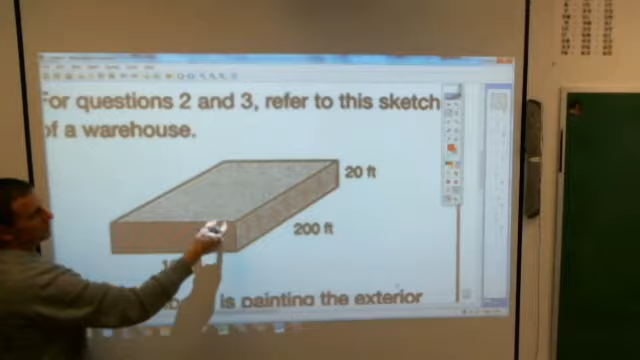 For questions 2 and 3, refer to this sketch
of a warehouse.
20 ft
200 ft
is painting the exterior